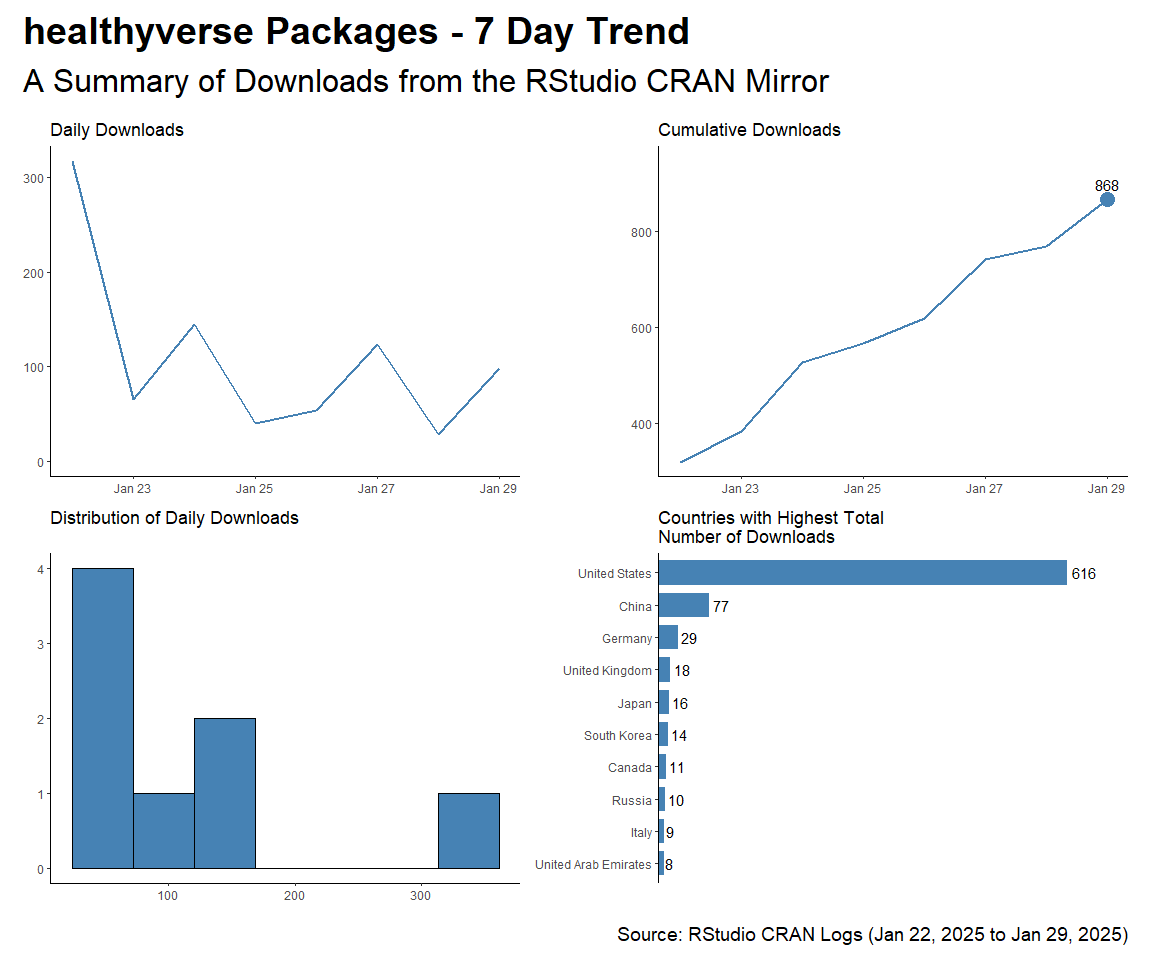 healthyverse Packages - 7 Day Trend
A Summary of Downloads from the RStudio CRAN Mirror
Daily Downloads
300
200
100
0
Jan 23
Jan 25
Jan 27
Jan 29
Cumulative Downloads
868
800
600
400
Jan 23
Jan 25
Jan 27
Jan 29
Distribution of Daily Downloads
4
3
2
1
0
100
200
300
Countries with Highest Total
Number of Downloads
United States 616
China 77
Germany 29
United Kingdom 18
Japan 16
South Korea 14
Canada 11
Russia 10
Italy 9
United Arab Emirates 8
Source: RStudio CRAN Logs (Jan 22, 2025 to Jan 29, 2025)